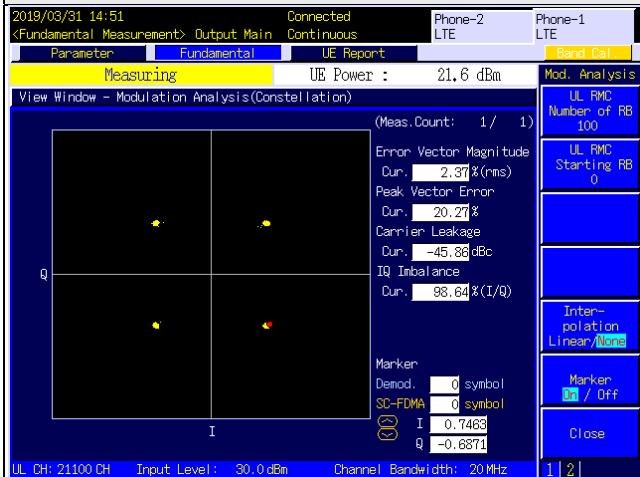 2019/03/31 14:51 Connected Phone-2 Phone-1
<Fundamental Measurement> Output Main Continuous LTE LTE
Parameter Fundamental UE Report Band Cal
Measuring UE Power : 21.6 dBm Mod. Analysis
View Window - Modulation Analysis(Constellation)
(Meas.Count: 1/ 1)
Error Vector Magnitude
Cur. 2.37 %(rms)
Peak Vector Error
Cur. 20.27 %
Carrier Leakage
Cur. -45.86 dBc
IQ Imbalance
Cur. 98.64 %(I/Q)
Q
I
Marker
Demod. 0 symbol
SC-FDMA 0 symbol
I 0.7463
Q -0.6871
UL RMC
Number of RB
100
UL RMC
Starting RB
0
Inter-
polation
Linear/None
Marker
On / Off
Close
UL CH: 21100 CH Input Level: 30.0 dBm Channel Bandwidth: 20 MHz 1 2